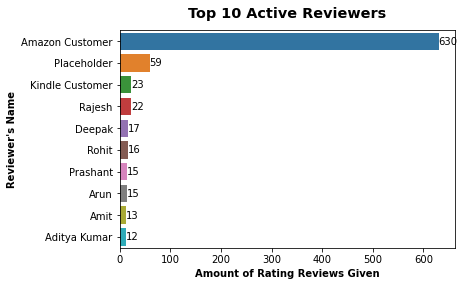 Top 10 Active Reviewers
Reviewer's Name
Amazon Customer 630
Placeholder 59
Kindle Customer 23
Rajesh 22
Deepak 17
Rohit 16
Prashant 15
Arun 15
Amit 13
Aditya Kumar 12
0 100 200 300 400 500 600
Amount of Rating Reviews Given